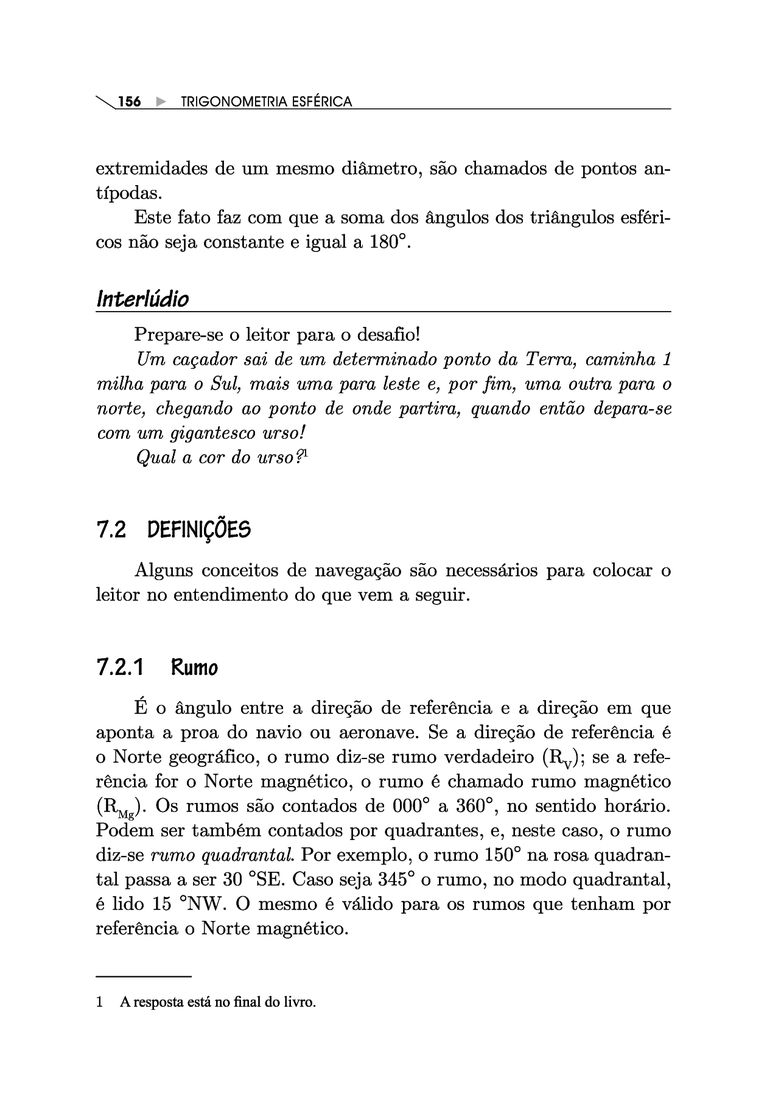 156 ► TRIGONOMETRIA ESFÉRICA
extremidades de um mesmo diâmetro, são chamados de pontos an-
típodas.
Este fato faz com que a soma dos ângulos dos triângulos esféri-
cos não seja constante e igual a 180°.
Interlúdio
Prepare-se o leitor para o desafio!
Um caçador sai de um determinado ponto da Terra, caminha 1
milha para o Sul, mais uma para leste e, por fim, uma outra para o
norte, chegando ao ponto de onde partira, quando então depara-se
com um gigantesco urso!
Qual a cor do urso?¹
7.2 DEFINIÇÕES
Alguns conceitos de navegação são necessários para colocar o
leitor no entendimento do que vem a seguir.
7.2.1 Rumo
É o ângulo entre a direção de referência e a direção em que
aponta a proa do navio ou aeronave. Se a direção de referência é
o Norte geográfico, o rumo diz-se rumo verdadeiro (RV); se a refe-
rência for o Norte magnético, o rumo é chamado rumo magnético
(RMg). Os rumos são contados de 000° a 360°, no sentido horário.
Podem ser também contados por quadrantes, e, neste caso, o rumo
diz-se rumo quadrantal. Por exemplo, o rumo 150° na rosa quadran-
tal passa a ser 30 °SE. Caso seja 345° o rumo, no modo quadrantal,
é lido 15 °NW. O mesmo é válido para os rumos que tenham por
referência o Norte magnético.
1 A resposta está no final do livro.